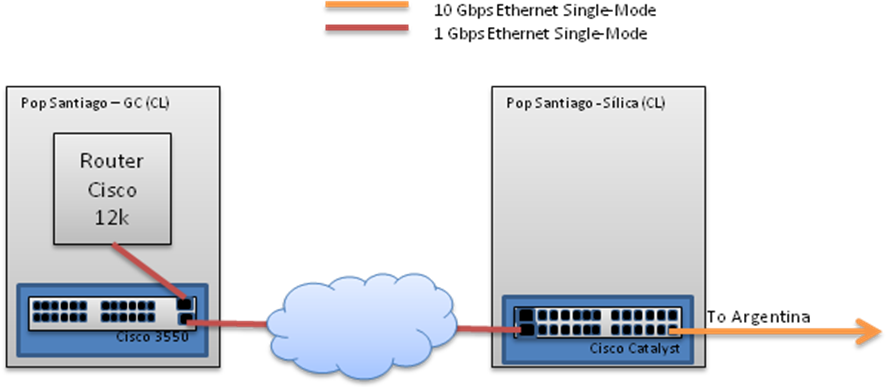 10 Gbps Ethernet Single-Mode
1 Gbps Ethernet Single-Mode
Pop Santiago – GC (CL)
Router
Cisco
12k
Cisco 3550
Pop Santiago -Sílica (CL)
Cisco Catalyst
To Argentina